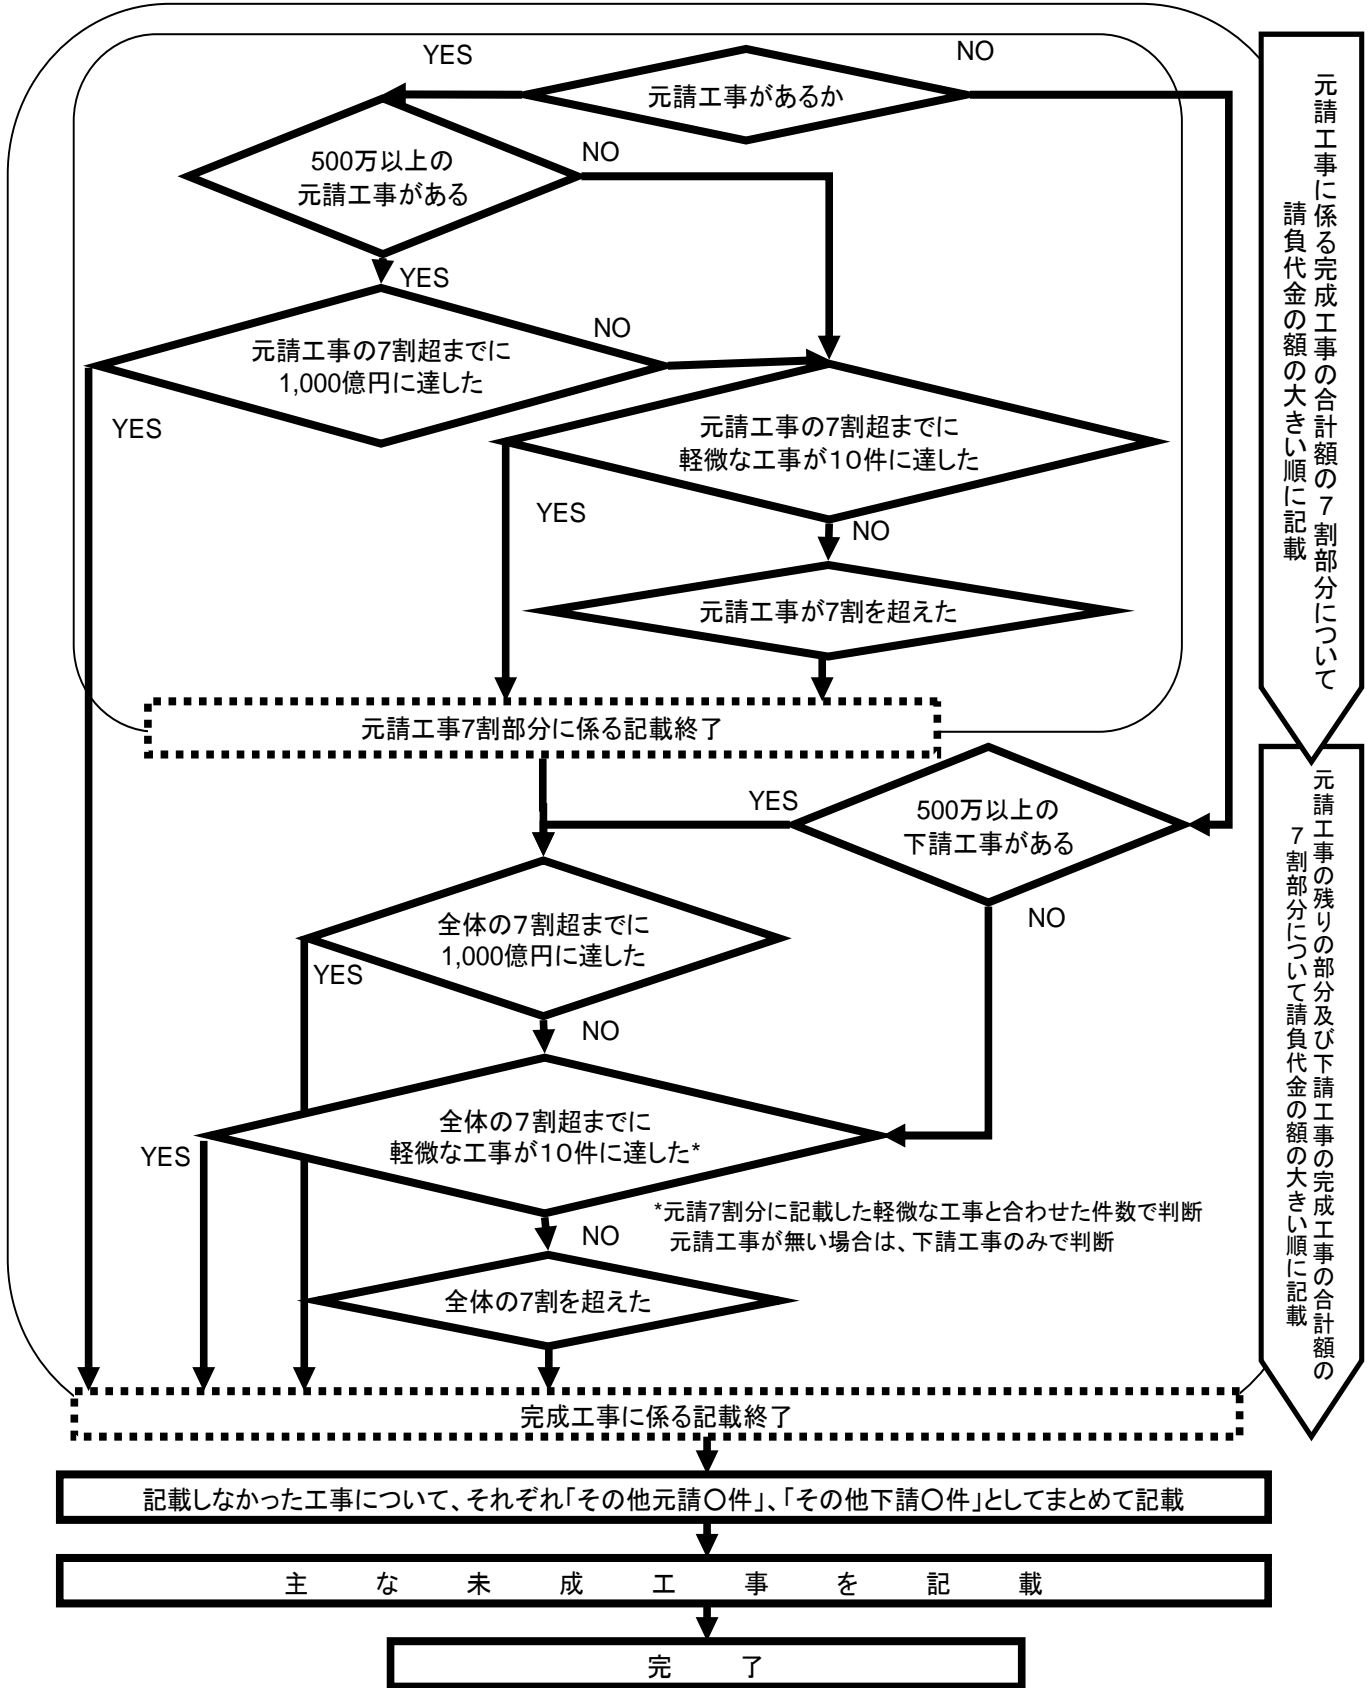 YES
NO
元請工事があるか
500万以上の
元請工事がある
NO
YES
元請工事の7割超までに
1,000億円に達した
NO
YES
元請工事の7割超までに
軽微な工事が10件に達した
YES
NO
元請工事が7割を超えた
元請工事7割部分に係る記載終了
元請工事に係る完成工事の合計額の7割部分について
請負代金の額の大きい順に記載
YES
500万以上の
下請工事がある
NO
全体の7割超までに
1,000億円に達した
YES
NO
全体の7割超までに
軽微な工事が10件に達した*
YES
*元請7割分に記載した軽微な工事と合わせた件数で判断
元請工事が無い場合は、下請工事のみで判断
NO
全体の7割を超えた
元請工事の残りの部分及び下請工事の完成工事の合計額の
7割部分について請負代金の額の大きい順に記載
完成工事に係る記載終了
記載しなかった工事について、それぞれ「その他元請〇件」、「その他下請〇件」としてまとめて記載
主な未成工事を記載
完了